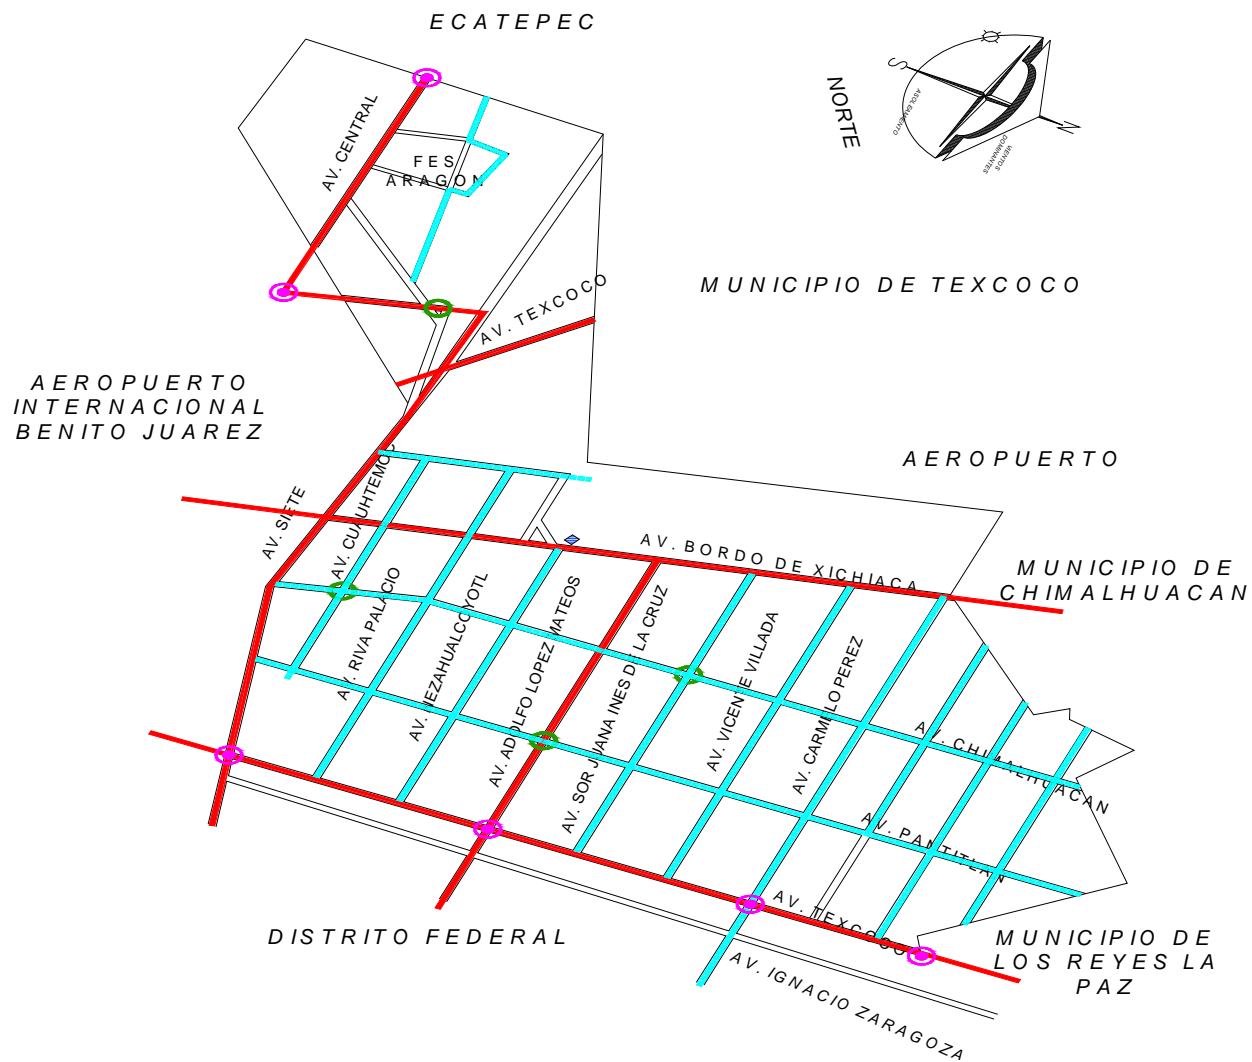 ECATEPEC
S
ASOLEAMIENTO
N
VIENTOS
DOMINANTES
NORTE
AV. CENTRAL
FES
ARAGON
MUNICIPIO DE TEXCOCO
AV. TEXCOCO
AEROPUERTO
INTERNACIONAL
BENITO JUAREZ
AEROPUERTO
AV. SIETE
AV. CUAUHTEMOC
AV. BORDO DE XICHIACA
MUNICIPIO DE
CHIMALHUACAN
AV. RIVA PALACIO
AV. NEZAHUALCOYOTL
AV. ADOLFO LOPEZ MATEOS
AV. SOR JUANA INES DE LA CRUZ
AV. VICENTE VILLADA
AV. CARMELO PEREZ
AV. CHIMALHUACAN
AV. PANTITLAN
AV. TEXCOCO
DISTRITO FEDERAL
MUNICIPIO DE
LOS REYES LA
PAZ
AV. IGNACIO ZARAGOZA